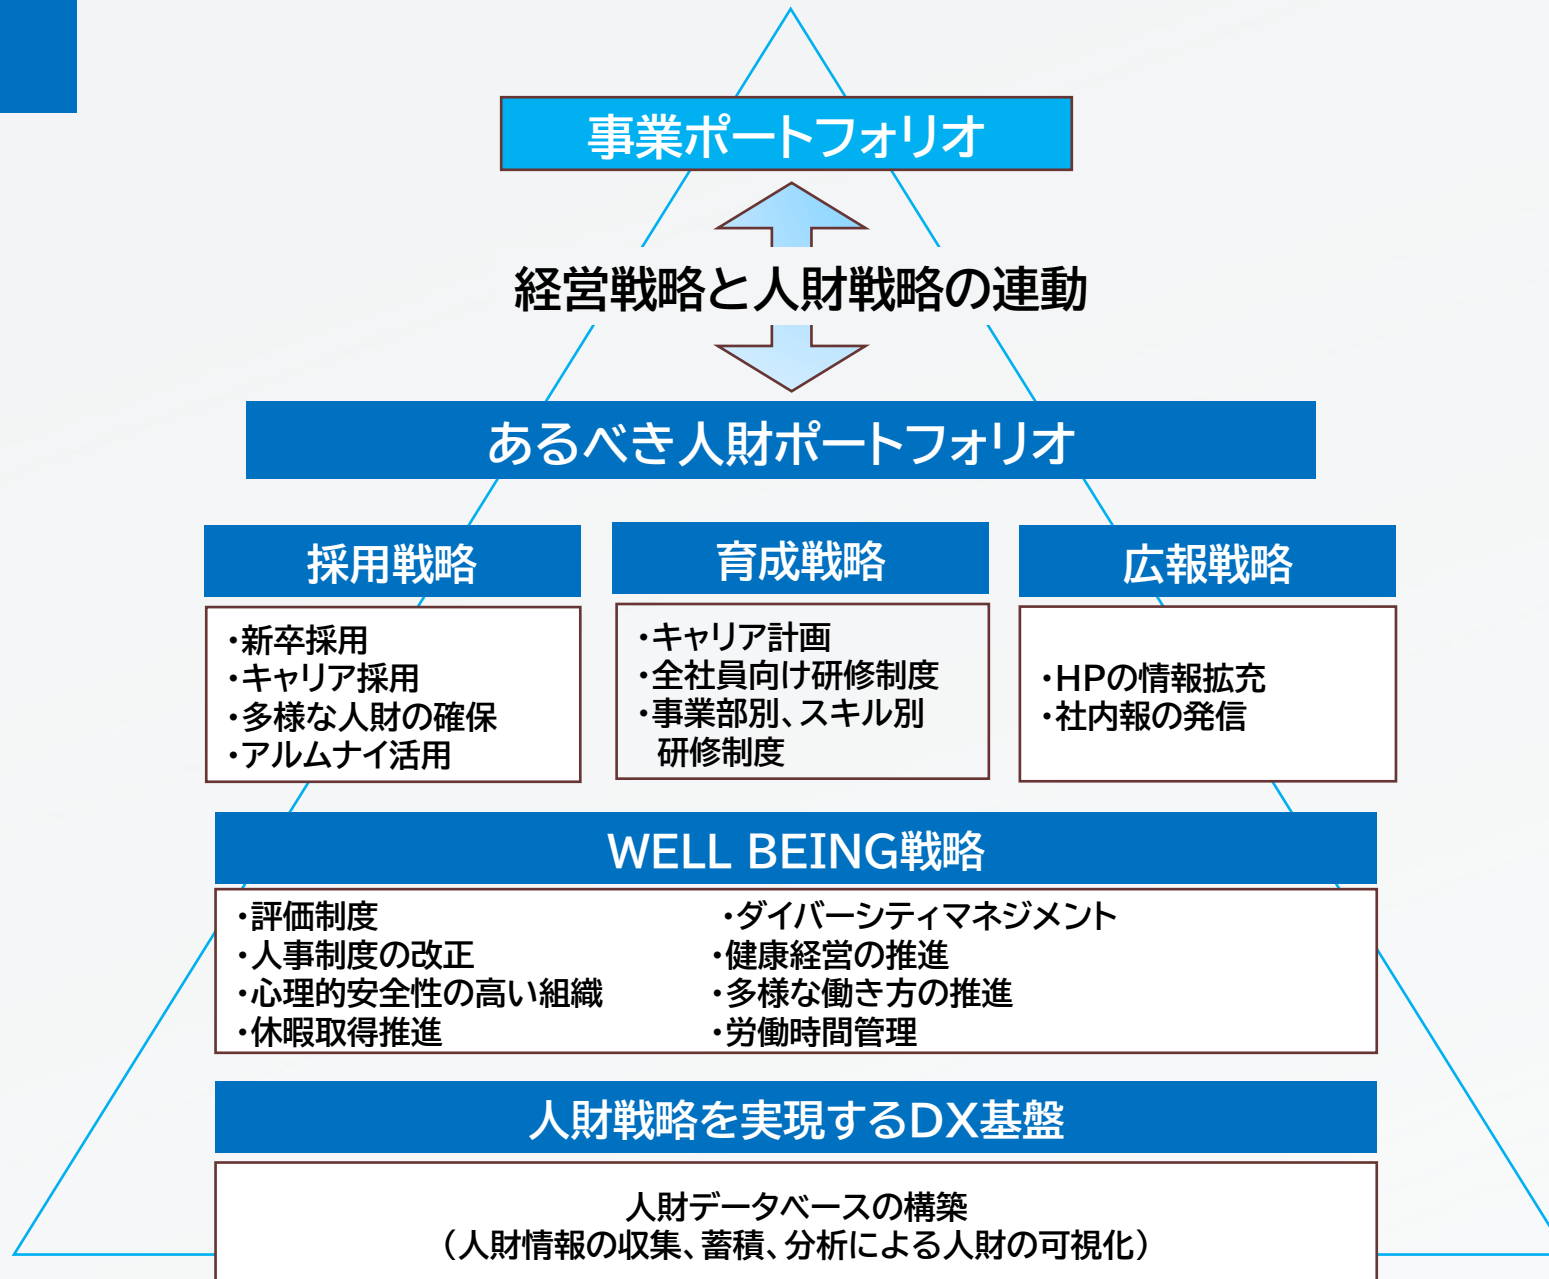 事業ポートフォリオ
経営戦略と人財戦略の連動
あるべき人財ポートフォリオ
採用戦略
・新卒採用
・キャリア採用
・多様な人財の確保
・アルムナイ活用
育成戦略
・キャリア計画
・全社員向け研修制度
・事業部別、スキル別
研修制度
広報戦略
・HPの情報拡充
・社内報の発信
WELL BEING戦略
・評価制度
・人事制度の改正
・心理的安全性の高い組織
・休暇取得推進
・ダイバーシティマネジメント
・健康経営の推進
・多様な働き方の推進
・労働時間管理
人財戦略を実現するDX基盤
人財データベースの構築
（人財情報の収集、蓄積、分析による人財の可視化）